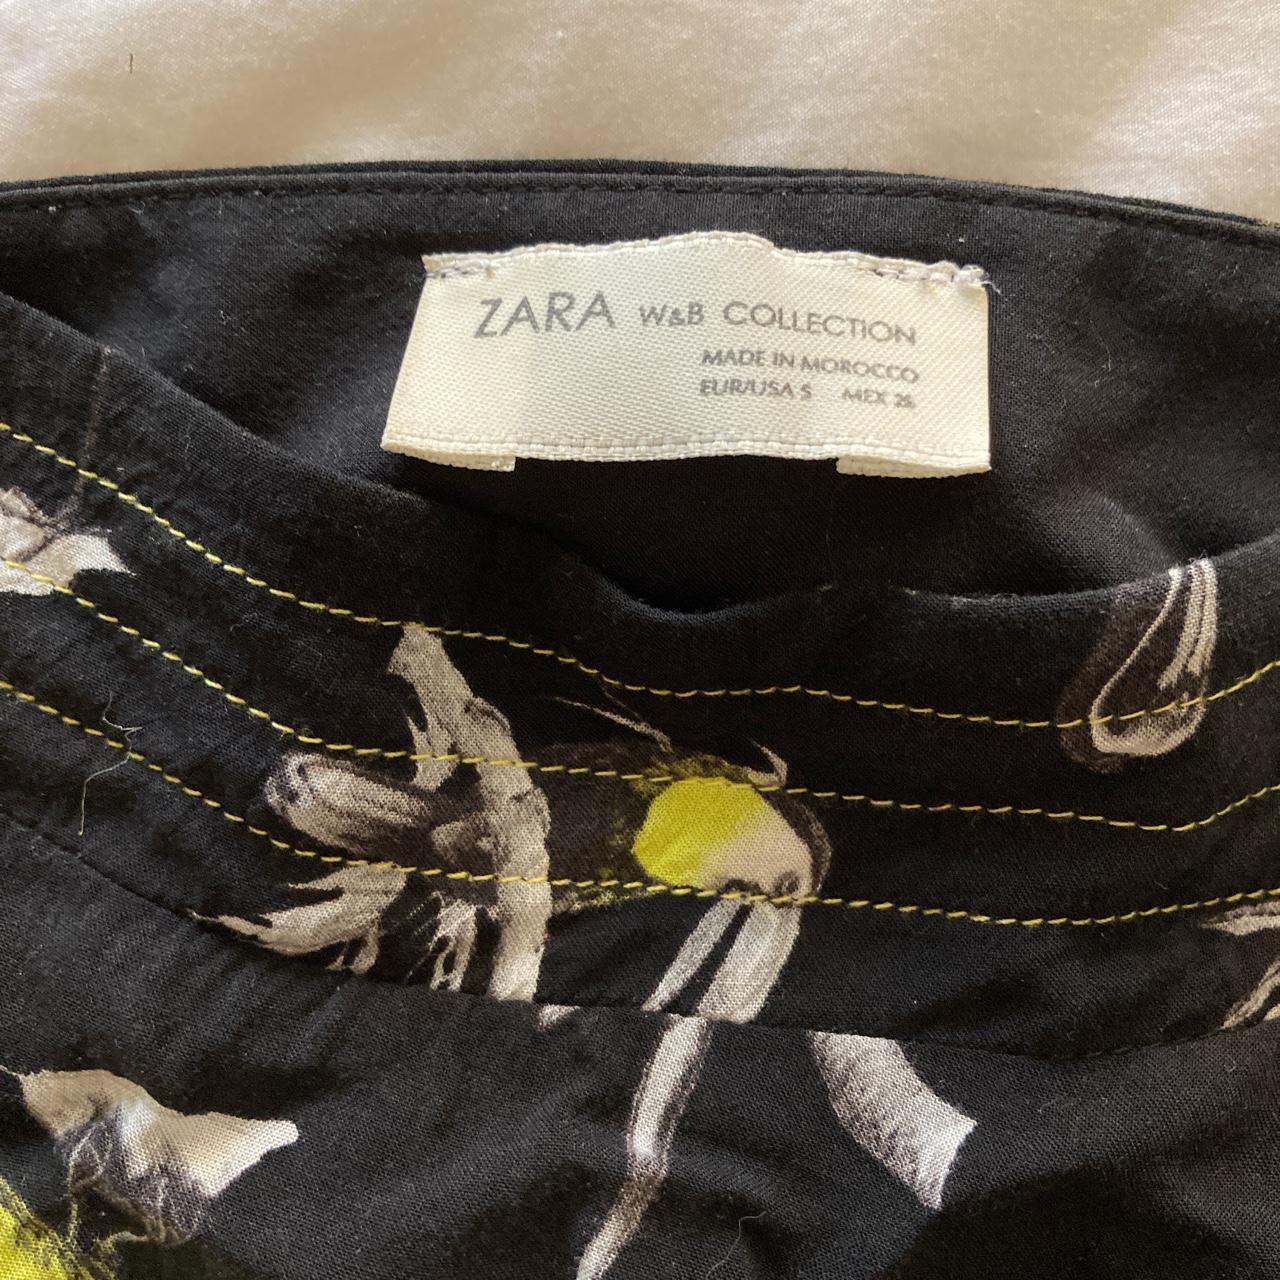 ZARA W&B COLLECTION
MADE IN MOROCCO
EUR/USA S MEX 26